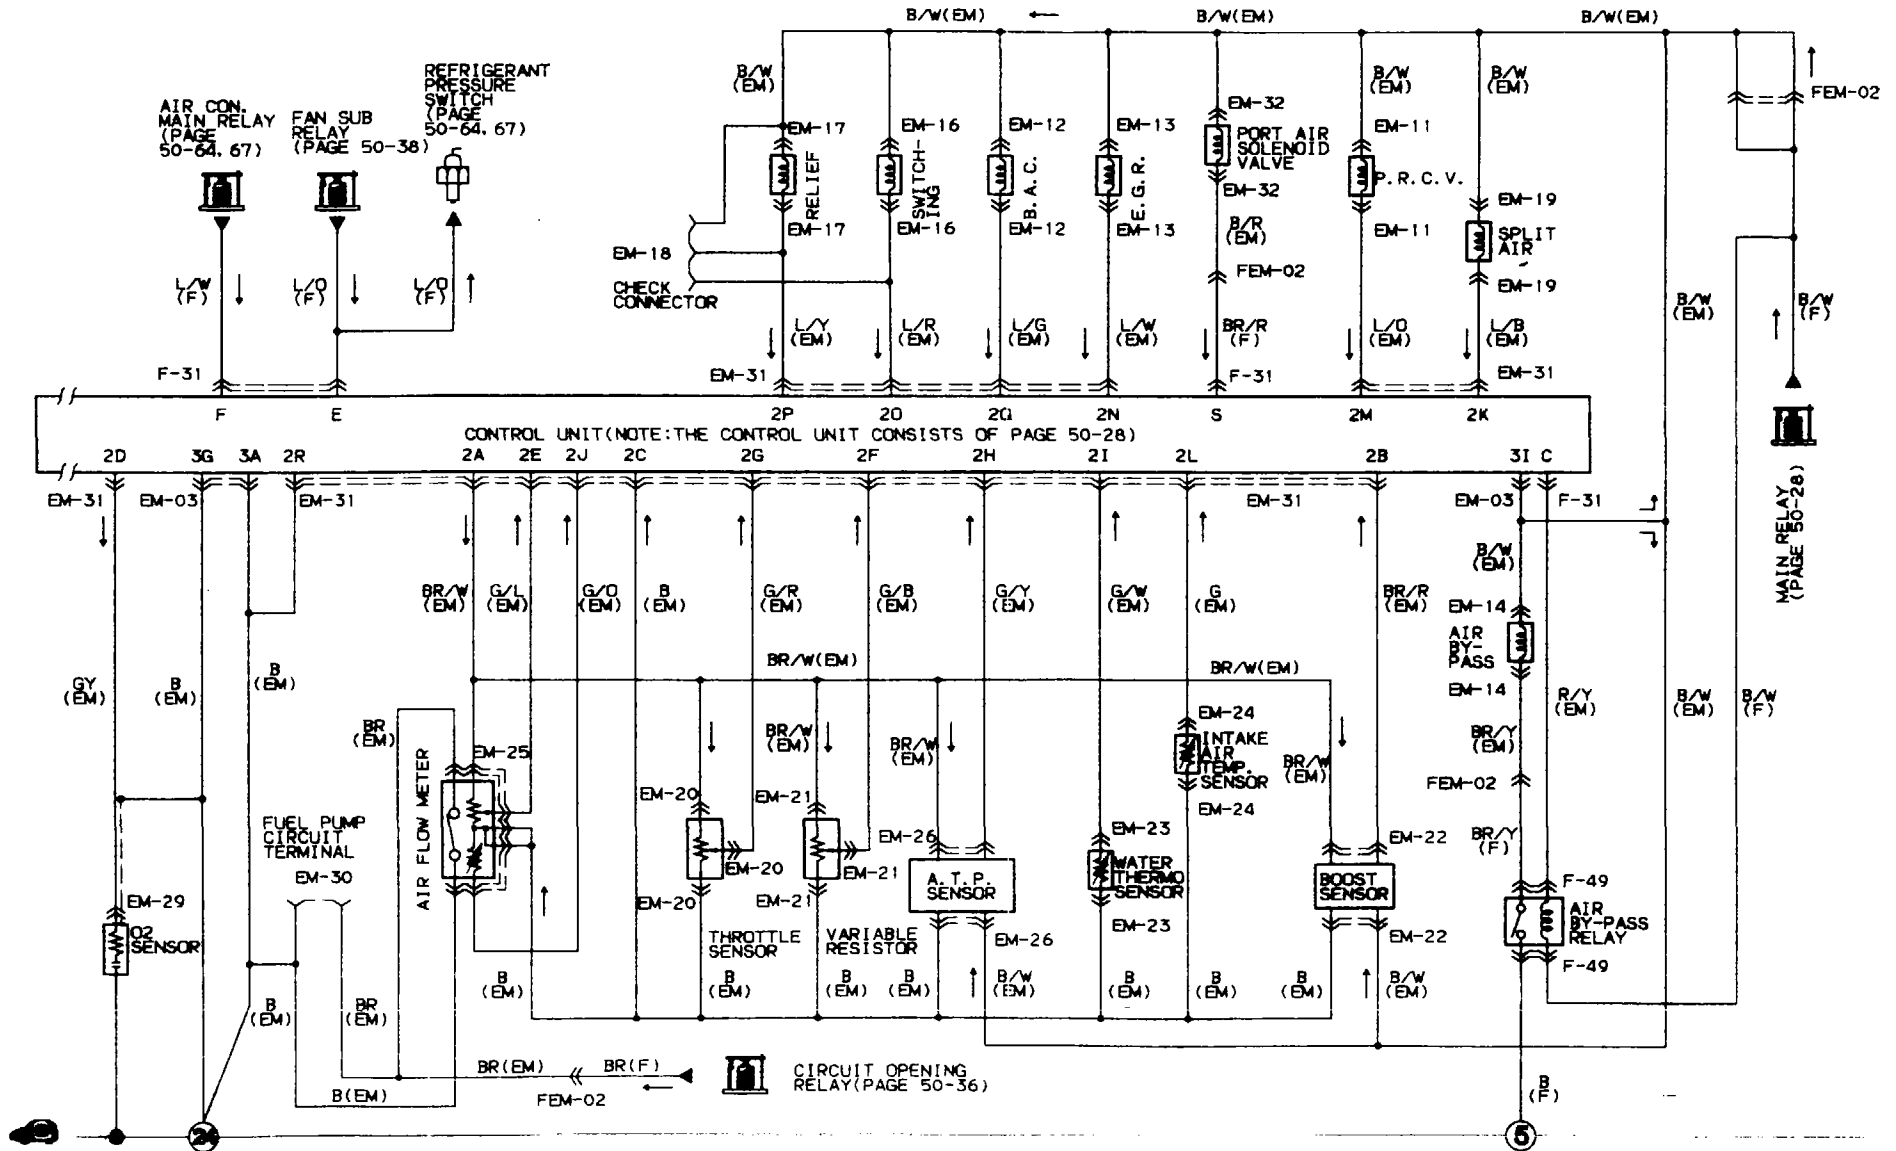 B/W(EM)
B/W(EM)
B/W(EM)
REFRIGERANT
PRESSURE
SWITCH
(PAGE
50-64, 67)
AIR CON.
MAIN RELAY
(PAGE
50-64, 67)
FAN SUB
RELAY
(PAGE 50-38)
B/W
(EM)
B/W
(EM)
B/W
(EM)
FEM-02
EM-17
EM-16
EM-12
EM-13
EM-32
EM-11
RELIEF
SWITCH-
ING
B.A.C.
E.G.R.
PORT AIR
SOLENOID
VALVE
P.R.C.V.
EM-32
EM-19
EM-17
EM-16
EM-12
EM-13
B/R
(EM)
EM-11
SPLIT
AIR
EM-18
FEM-02
EM-19
CHECK
CONNECTOR
L/W
(F)
L/O
(F)
L/O
(F)
L/Y
(EM)
L/R
(EM)
L/G
(EM)
L/W
(EM)
BR/R
(F)
L/O
(EM)
L/B
(EM)
B/W
(EM)
B/W
(F)
F-31
EM-31
F-31
EM-31
F
E
2P
2O
2Q
2N
S
2M
2K
CONTROL UNIT(NOTE:THE CONTROL UNIT CONSISTS OF PAGE 50-28)
2D
3G
3A
2R
2A
2E
2J
2C
2G
2F
2H
2I
2L
2B
3I
C
EM-31
EM-03
EM-31
EM-31
EM-03
F-31
MAIN RELAY
(PAGE 50-28)
BR/W
(EM)
G/L
(EM)
G/O
(EM)
B
(EM)
G/R
(EM)
G/B
(EM)
G/Y
(EM)
G/W
(EM)
G
(EM)
BR/R
(EM)
B/W
(EM)
EM-14
AIR
BY-
PASS
EM-14
GY
(EM)
B
(EM)
B
(EM)
BR/W(EM)
BR/W(EM)
BR
(EM)
EM-25
AIR FLOW METER
BR/W
(EM)
BR/W
(EM)
EM-24
INTAKE
AIR
TEMP.
SENSOR
EM-24
BR/W
(EM)
BR/Y
(EM)
R/Y
(EM)
B/W
(EM)
B/W
(F)
FEM-02
EM-20
EM-21
FUEL PUMP
CIRCUIT
TERMINAL
EM-30
EM-20
EM-21
EM-26
EM-23
EM-22
BR/Y
(F)
A.T.P.
SENSOR
WATER
THERMO
SENSOR
BOOST
SENSOR
F-49
EM-29
O2
SENSOR
EM-20
EM-21
EM-23
AIR
BY-PASS
RELAY
THROTTLE
SENSOR
VARIABLE
RESISTOR
EM-26
EM-22
F-49
B
(EM)
BR
(EM)
B
(EM)
B
(EM)
B
(EM)
B
(EM)
B/W
(EM)
B
(EM)
B
(EM)
B
(EM)
B/W
(EM)
BR(EM)
BR(F)
CIRCUIT OPENING
RELAY(PAGE 50-36)
B(EM)
FEM-02
B
(F)
24
5